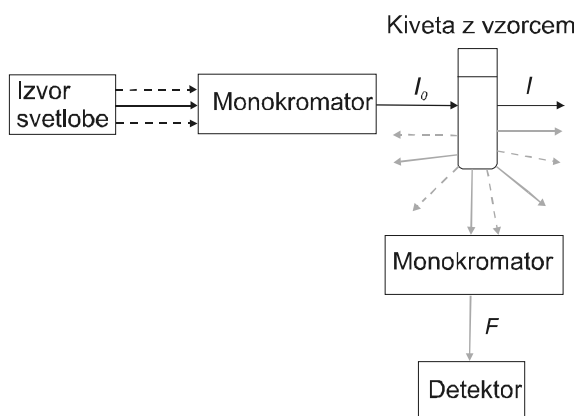 Kiveta z vzorcem
Izvor
svetlobe
Monokromator
I₀
I
Monokromator
F
Detektor